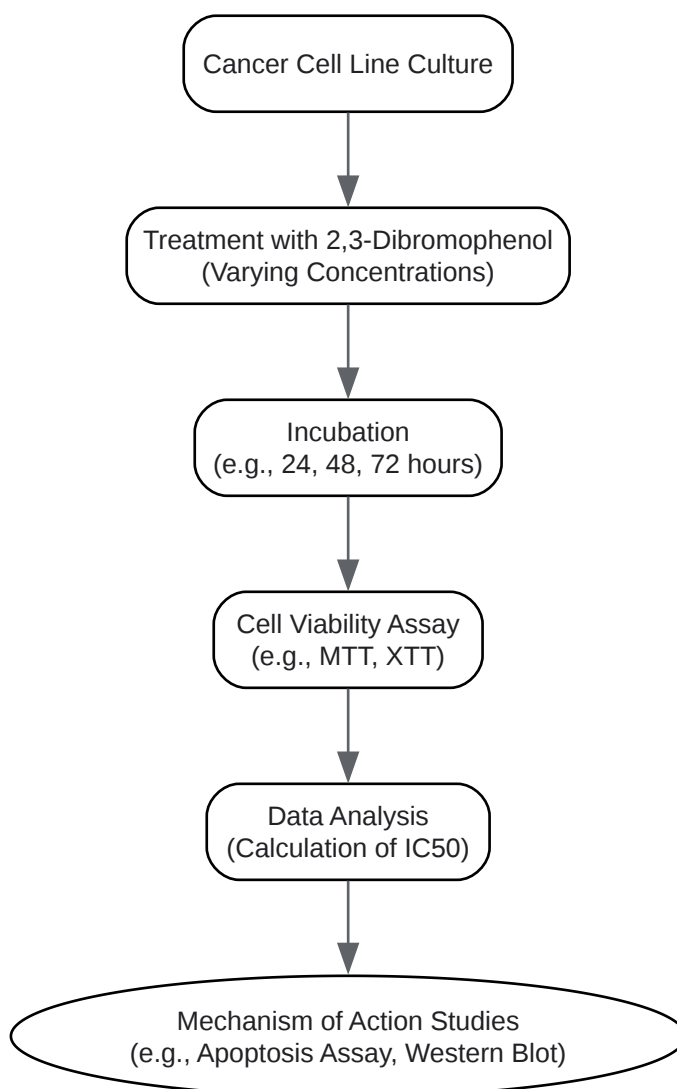 Cancer Cell Line Culture
Treatment with 2,3-Dibromophenol
(Varying Concentrations)
Incubation
(e.g., 24, 48, 72 hours)
Cell Viability Assay
(e.g., MTT, XTT)
Data Analysis
(Calculation of IC50)
Mechanism of Action Studies
(e.g., Apoptosis Assay, Western Blot)